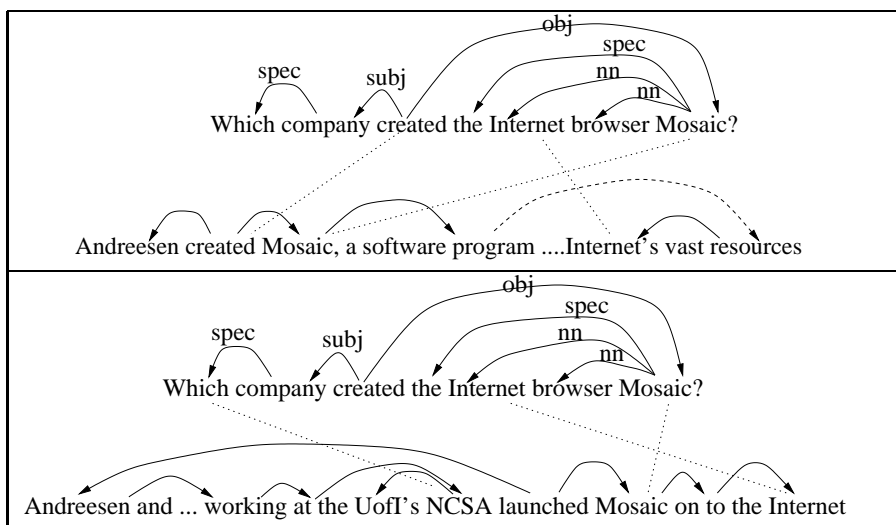 obj
spec
spec
subj
nn
nn
Which company created the Internet browser Mosaic?
Andreesen created Mosaic, a software program ....Internet's vast resources
obj
spec
spec
subj
nn
nn
Which company created the Internet browser Mosaic?
Andreesen and ... working at the UofI's NCSA launched Mosaic on to the Internet